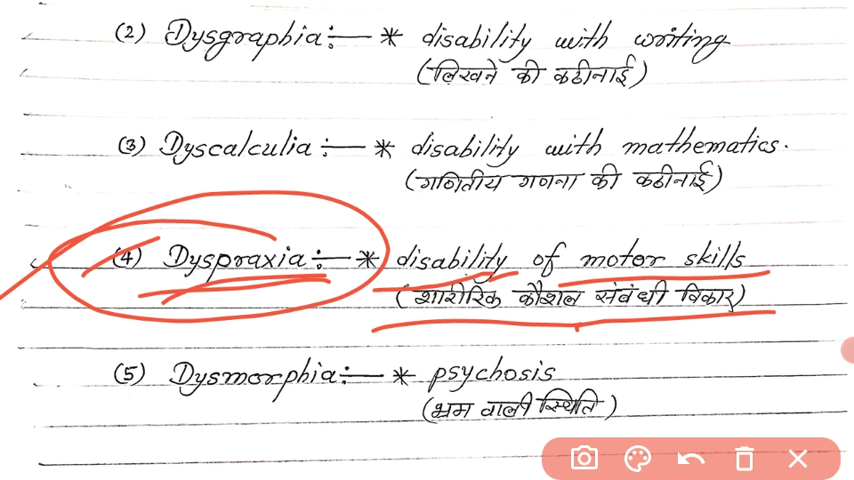 (2) Dysgraphia ÷— * disability with writing
(लिखने की कठीनाई)
(3) Dyscalculia ÷— * disability with mathematics.
(गणितीय गणना की कठीनाई)
(4) Dyspraxia ÷— * disability of motor skills
(शारीरिक कौशल संबंधी विकार)
(5) Dysmorphia ÷— * psychosis
(भ्रम वाली स्थिति)